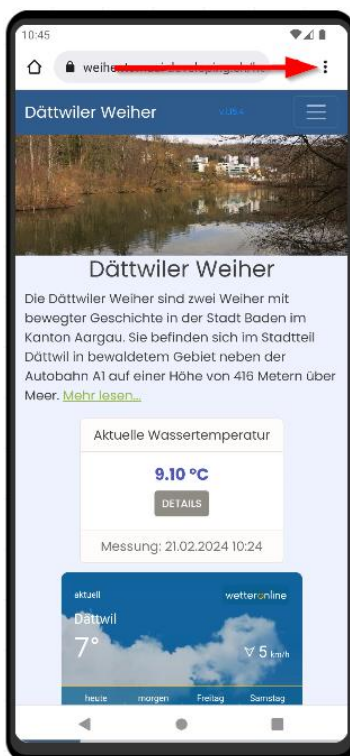 10:45
Dättwiler Weiher
Dättwiler Weiher
Die Dättwiler Weiher sind zwei Weiher mit
bewegter Geschichte in der Stadt Baden im
Kanton Aargau. Sie befinden sich im Stadtteil
Dättwil in bewaldetem Gebiet neben der
Autobahn A1 auf einer Höhe von 416 Metern über
Meer. Mehr lesen...
Aktuelle Wassertemperatur
9.10 °C
DETAILS
Messung: 21.02.2024 10:24
aktuell wetteronline
Dättwil
7° 5 km/h
heute morgen Freitag Samstag